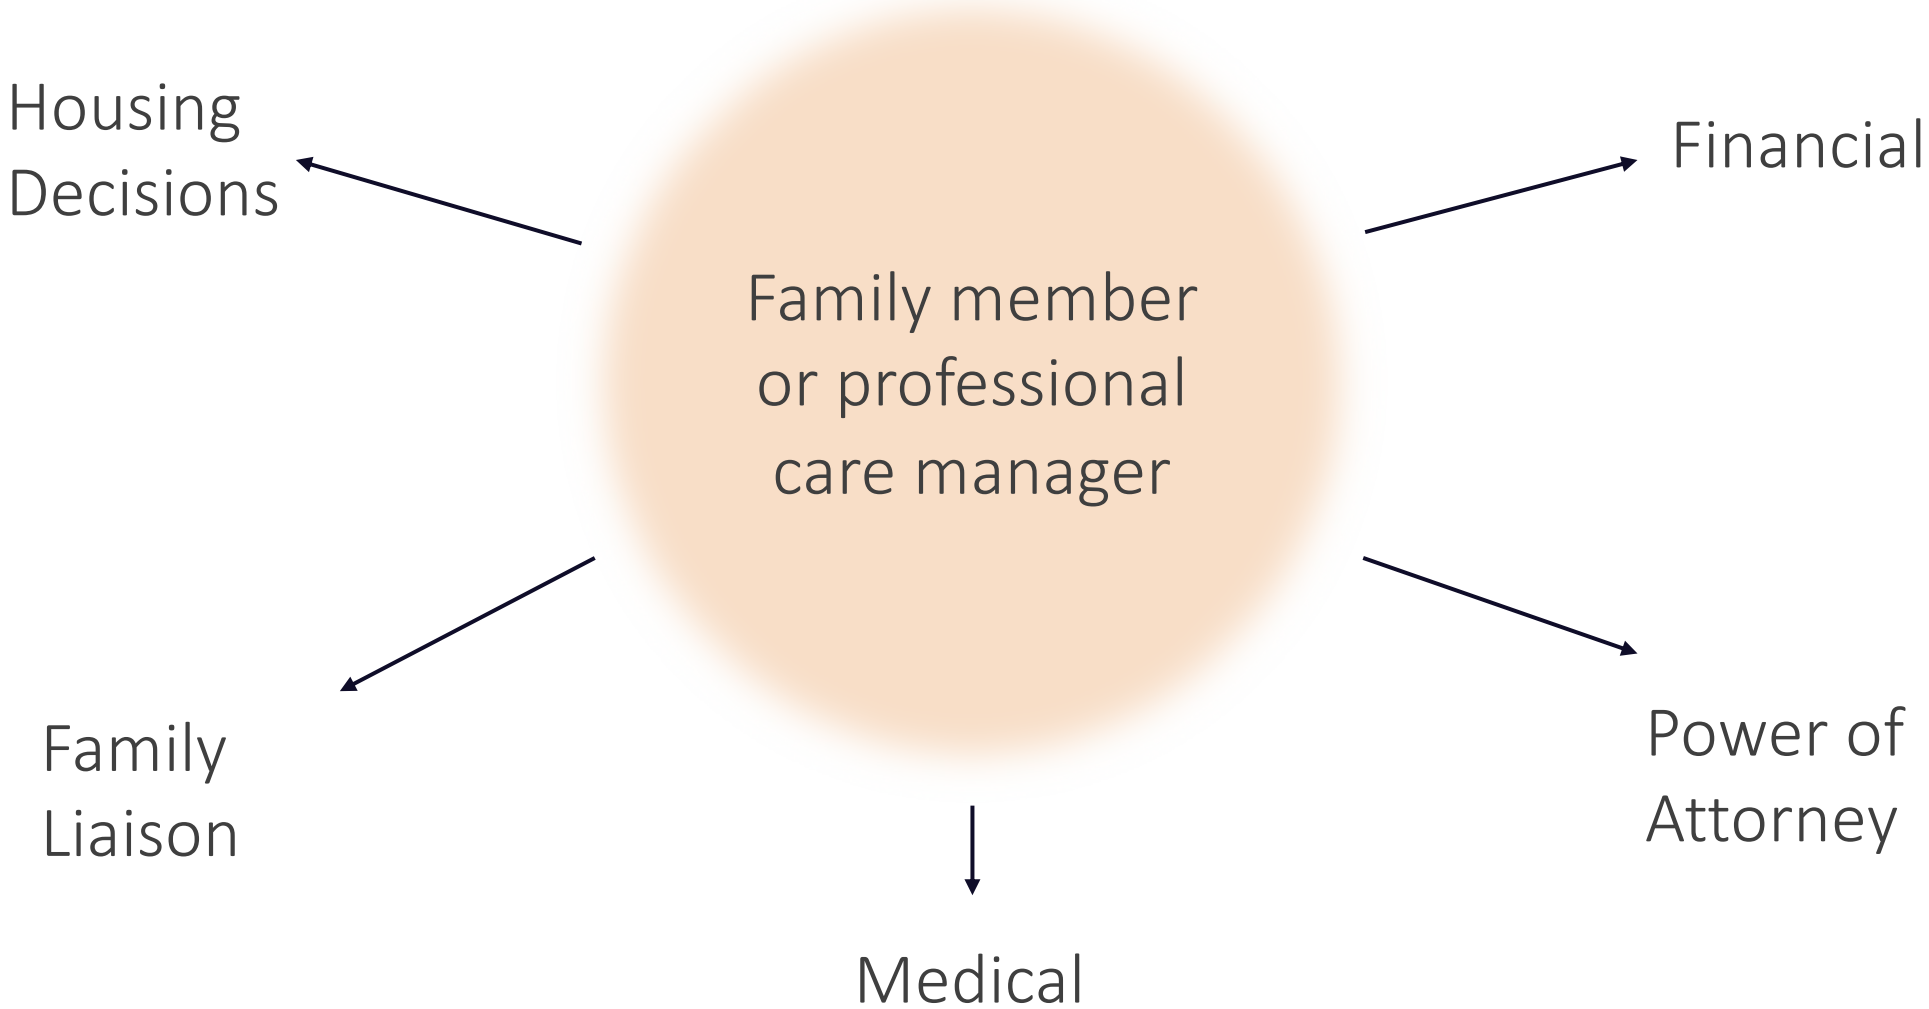 Housing
Decisions
Financial
Family member
or professional
care manager
Family
Liaison
Power of
Attorney
Medical